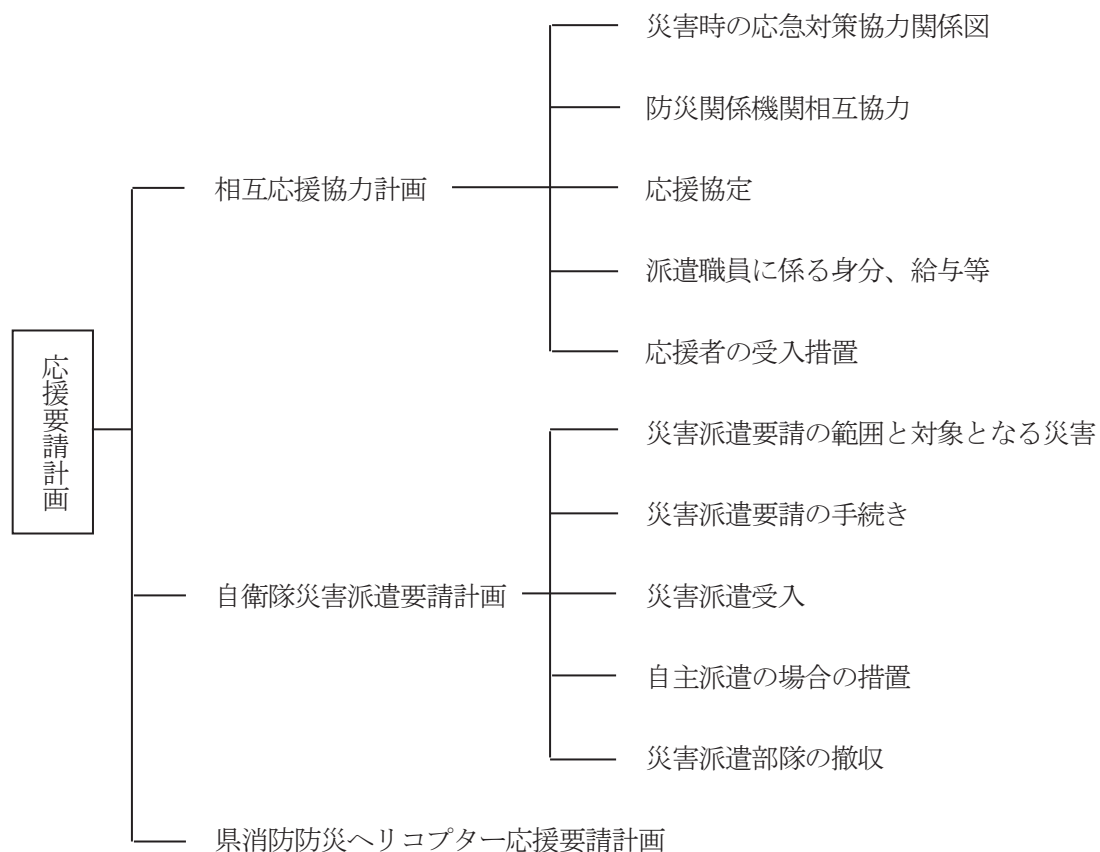 応援要請計画
相互応援協力計画
災害時の応急対策協力関係図
防災関係機関相互協力
応援協定
派遣職員に係る身分、給与等
応援者の受入措置
自衛隊災害派遣要請計画
災害派遣要請の範囲と対象となる災害
災害派遣要請の手続き
災害派遣受入
自主派遣の場合の措置
災害派遣部隊の撤収
県消防防災ヘリコプター応援要請計画